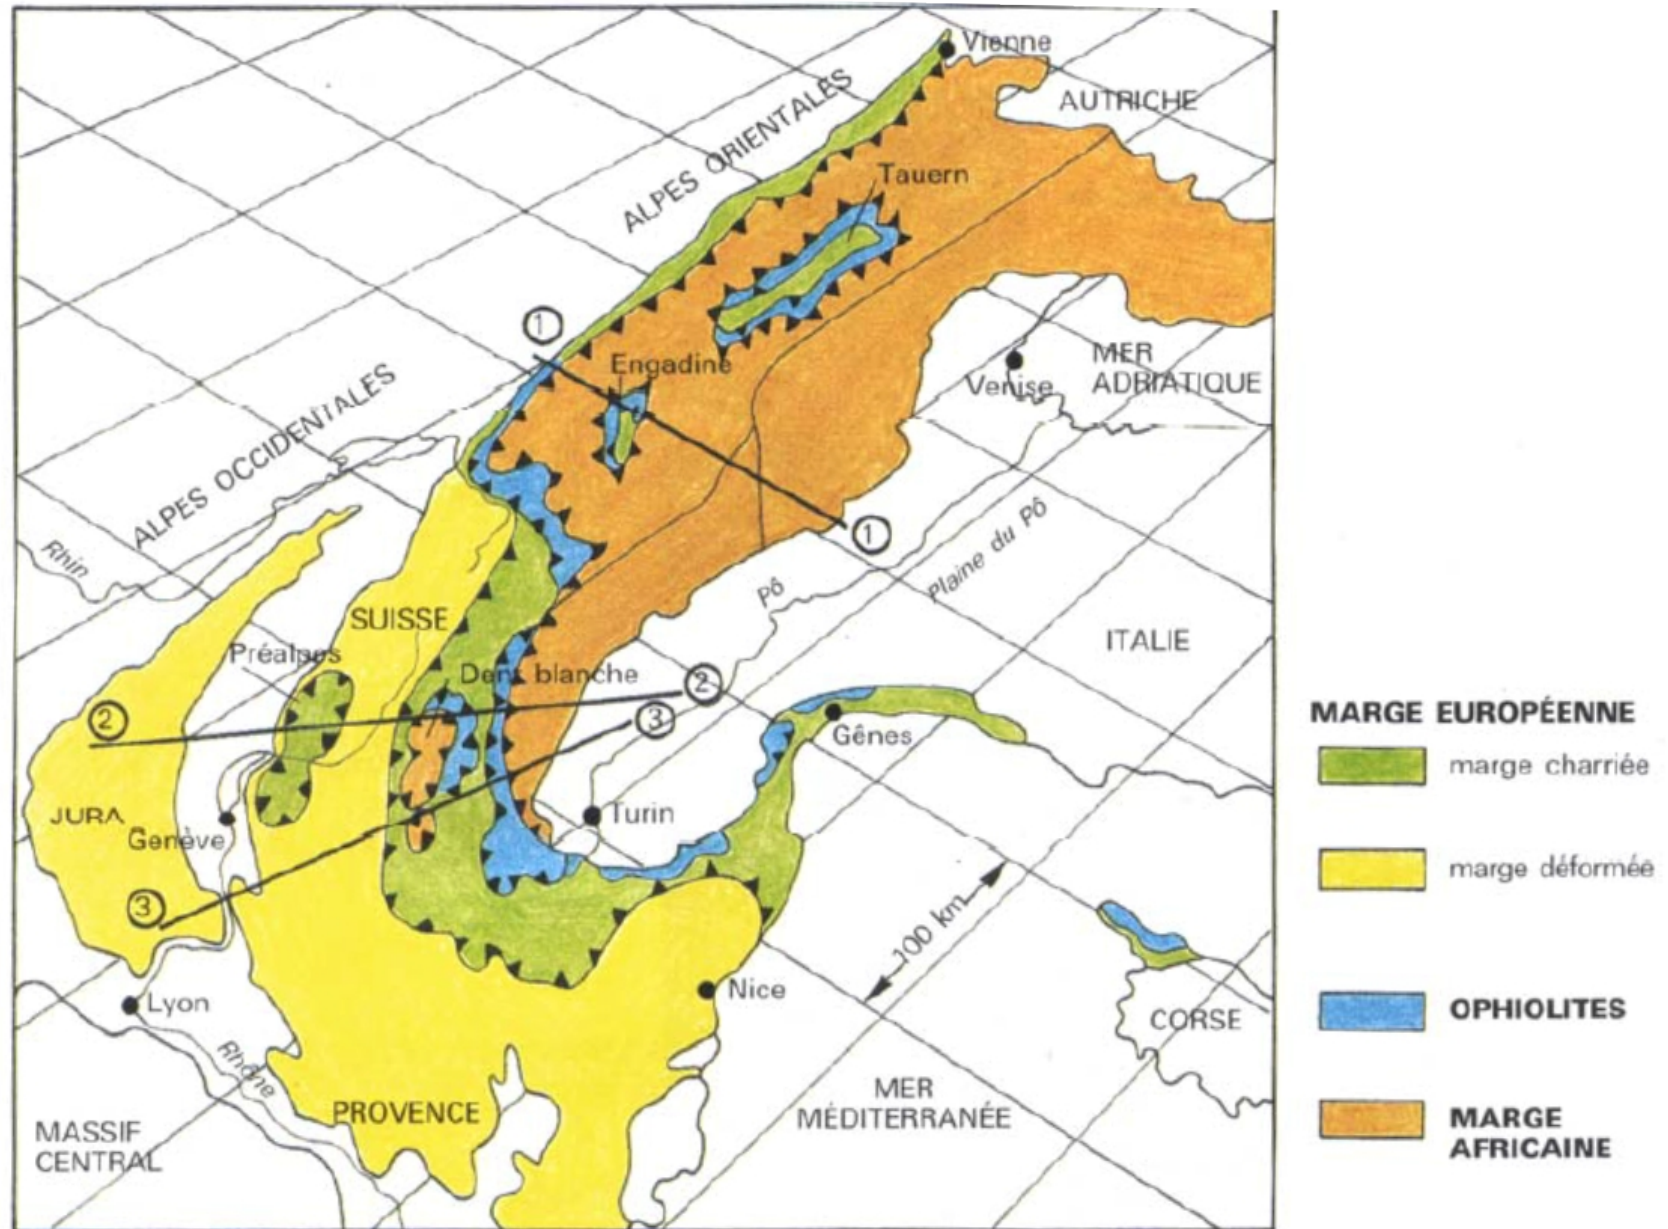 Vienne
AUTRICHE
ALPES ORIENTALES
Tauern
①
Engadine
MER
ADRIATIQUE
Venise
ALPES OCCIDENTALES
①
Rhin
Plaine du Pô
Pô
SUISSE
ITALIE
Préalpes
Dent blanche
②
②
③
Gênes
JURA
Genève
Turin
③
100 km
Lyon
Nice
CORSE
Rhône
MER
MÉDITERRANÉE
PROVENCE
MASSIF
CENTRAL
MARGE EUROPÉENNE
marge charriée
marge déformée
OPHIOLITES
MARGE
AFRICAINE